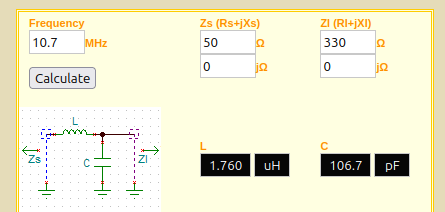 Frequency
10.7 MHz
Calculate
Zs (Rs+jXs)
50 Ω
0 jΩ
Zl (Rl+jXl)
330 Ω
0 jΩ
L
Zs
C
Zl
L
1.760 uH
C
106.7 pF